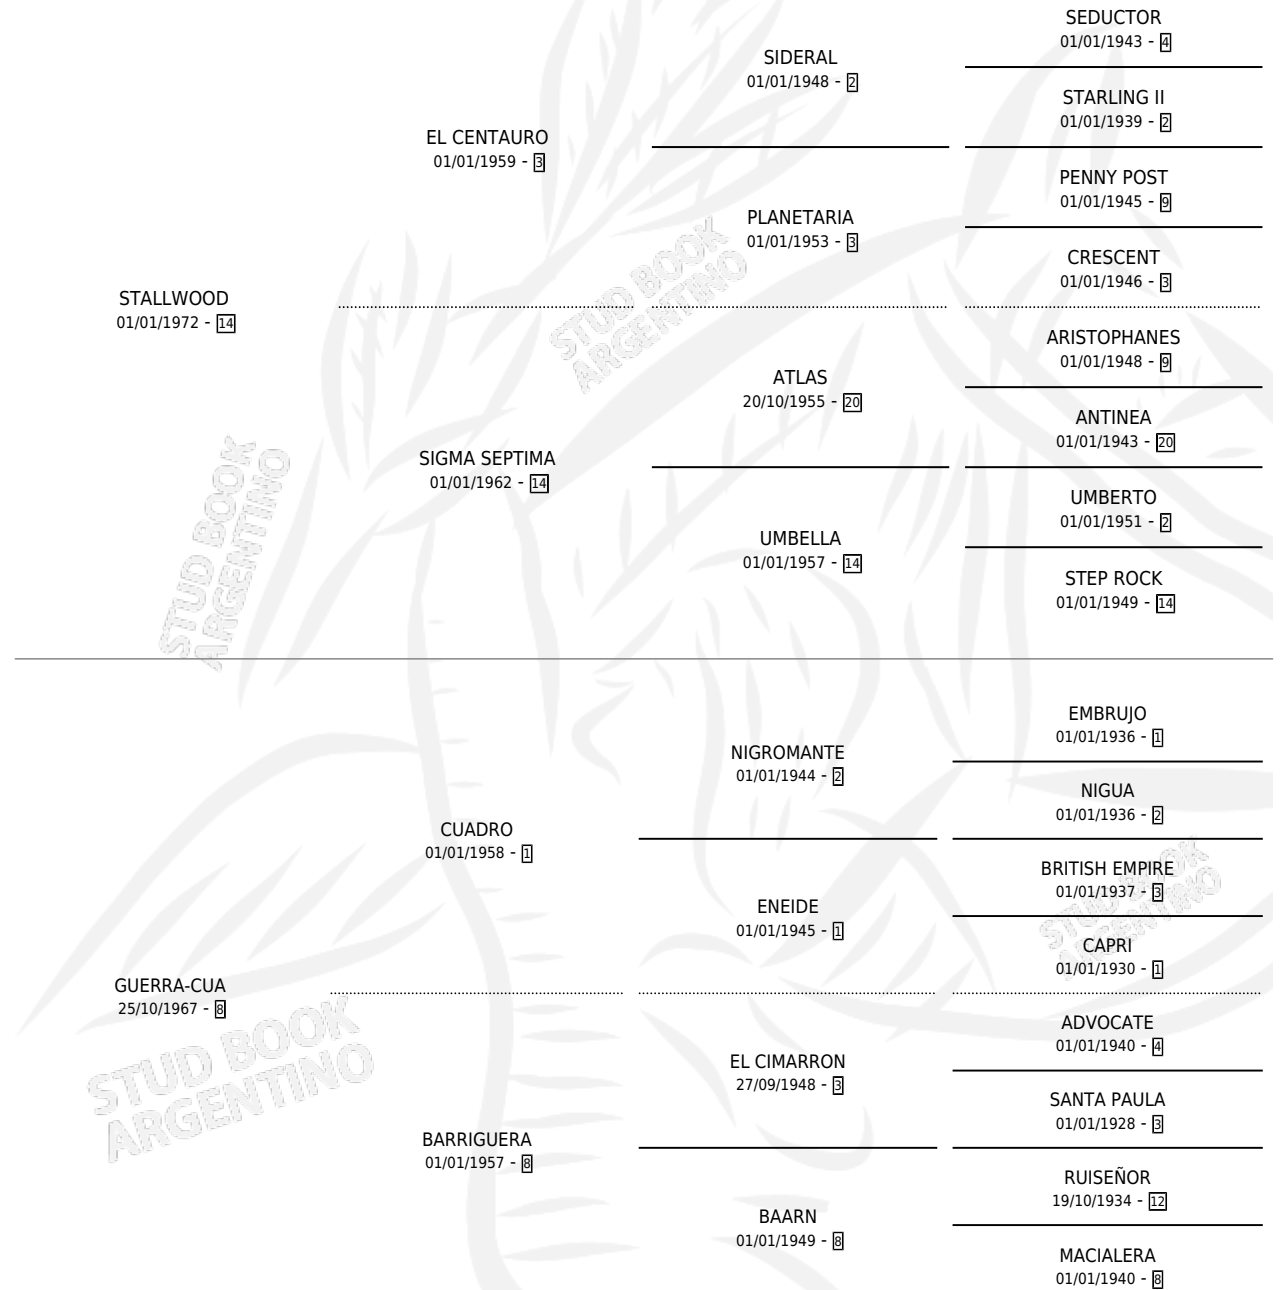 SEDUCTOR
01/01/1943 - 4
SIDERAL
01/01/1948 - 2
STARLING II
01/01/1939 - 2
EL CENTAURO
01/01/1959 - 3
PENNY POST
01/01/1945 - 9
PLANETARIA
01/01/1953 - 3
CRESCENT
01/01/1946 - 3
STALLWOOD
01/01/1972 - 14
ARISTOPHANES
01/01/1948 - 9
ATLAS
20/10/1955 - 20
ANTINEA
01/01/1943 - 20
SIGMA SEPTIMA
01/01/1962 - 14
UMBERTO
01/01/1951 - 2
UMBELLA
01/01/1957 - 14
STEP ROCK
01/01/1949 - 14
EMBRUJO
01/01/1936 - 1
NIGROMANTE
01/01/1944 - 2
NIGUA
01/01/1936 - 2
CUADRO
01/01/1958 - 1
BRITISH EMPIRE
01/01/1937 - 3
ENEIDE
01/01/1945 - 1
CAPRI
01/01/1930 - 1
GUERRA-CUA
25/10/1967 - 8
ADVOCATE
01/01/1940 - 4
EL CIMARRON
27/09/1948 - 3
SANTA PAULA
01/01/1928 - 3
BARRIGUERA
01/01/1957 - 8
RUISEÑOR
19/10/1934 - 12
BAARN
01/01/1949 - 8
MACIALERA
01/01/1940 - 8
STUD BOOK
ARGENTINO
STUD BOOK
ARGENTINO
STUD BOOK
ARGENTINO
STUD BOOK
ARGENTINO